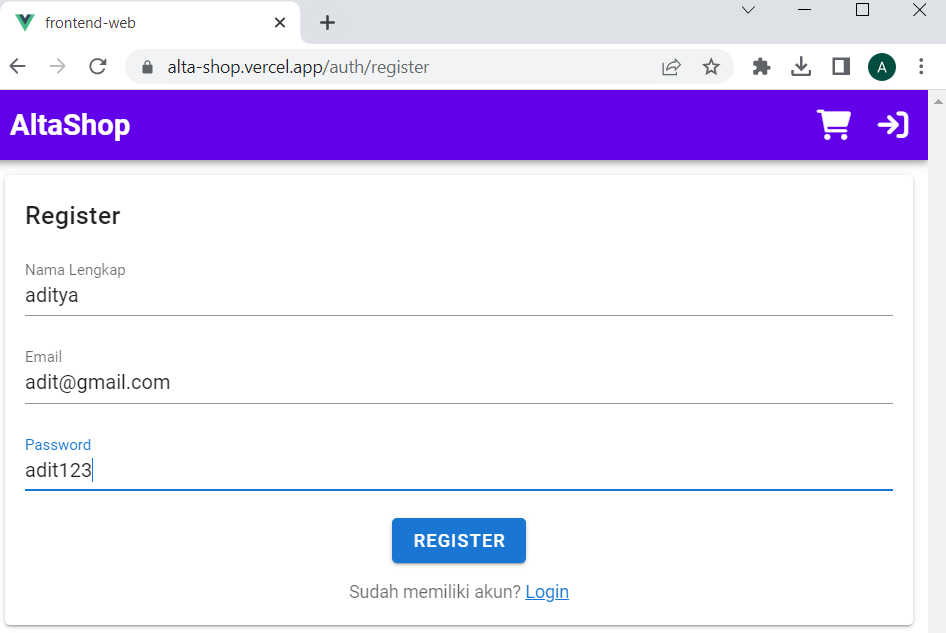 frontend-web
alta-shop.vercel.app/auth/register
A
AltaShop
Register
Nama Lengkap
aditya
Email
adit@gmail.com
Password
adit123
REGISTER
Sudah memiliki akun? Login